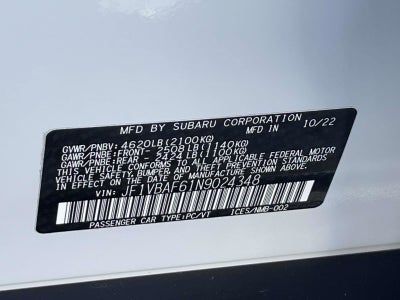 MFD BY SUBARU CORPORATION MFD IN 10/22
GVWR/PNBV: 4620LB(2100KG)
GAWR/PNBE:FRONT- 2508LB(1140KG)
GAWR/PNBE:REAR - 2424LB(1100KG)
THIS VEHICLE CONFORMS TO ALL APPLICABLE FEDERAL MOTOR
VEHICLE SAFETY, BUMPER, AND THEFT PREVENTION STANDARDS
IN EFFECT ON THE DATE OF MANUFACTURE SHOWN ABOVE.
VIN: JF1VBAF61N9024348
PASSENGER CAR TYPE:PC/VT ICES/NMB-002